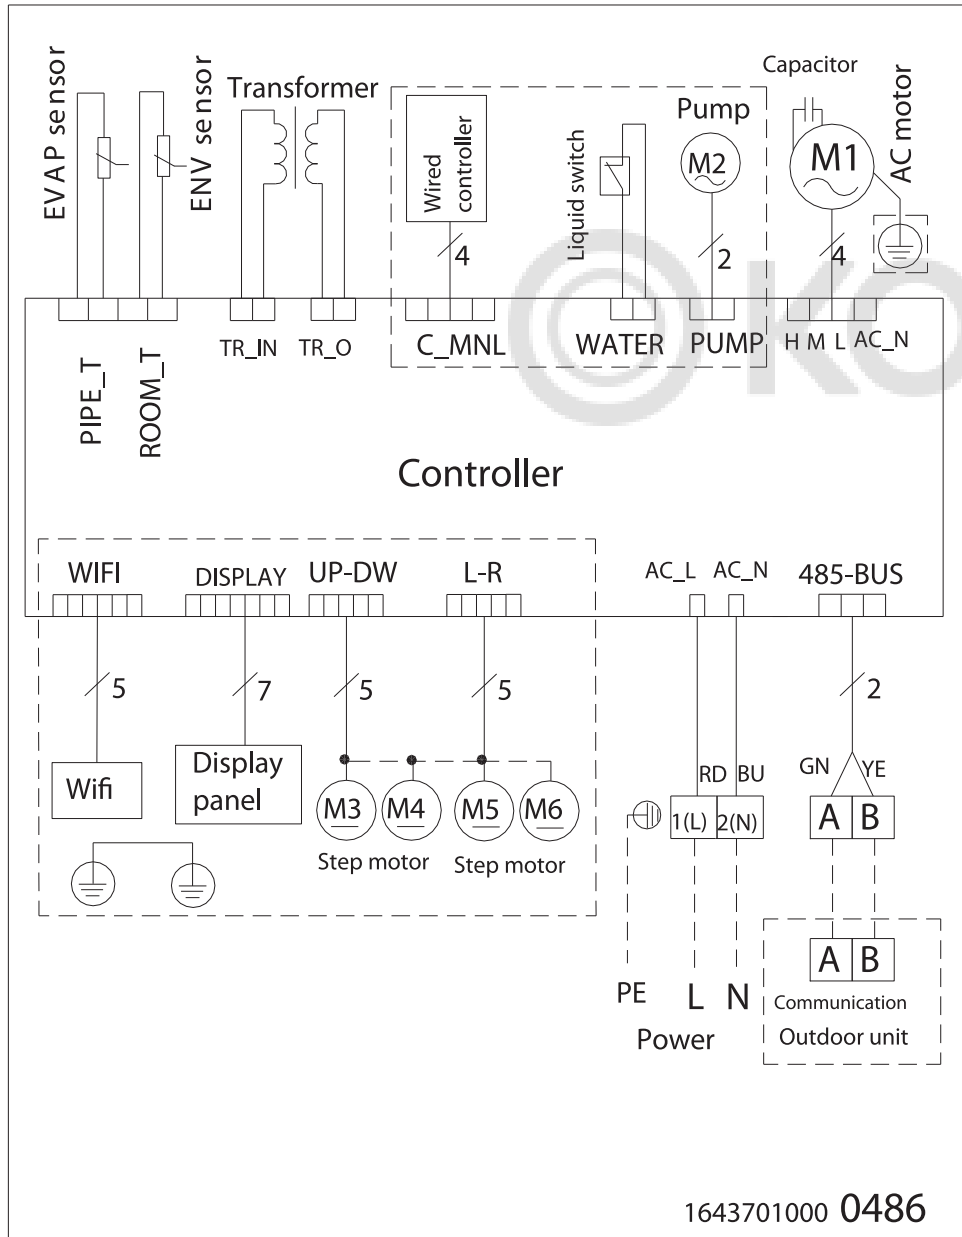 EVAP sensor
ENV sensor
Transformer
Wired
controller
4
Liquid switch
Pump
M2
2
Capacitor
M1
AC motor
4
PIPE_T
ROOM_T
TR_IN
TR_O
C_MNL
WATER
PUMP
H M L AC_N
KO
Controller
WIFI
DISPLAY
UP-DW
L-R
AC_L
AC_N
485-BUS
5
7
5
5
2
Wifi
Display
panel
M3
M4
M5
M6
Step motor
Step motor
RD
BU
1(L)
2(N)
GN
YE
A
B
A
B
PE
L
N
Power
Communication
Outdoor unit
1643701000 0486